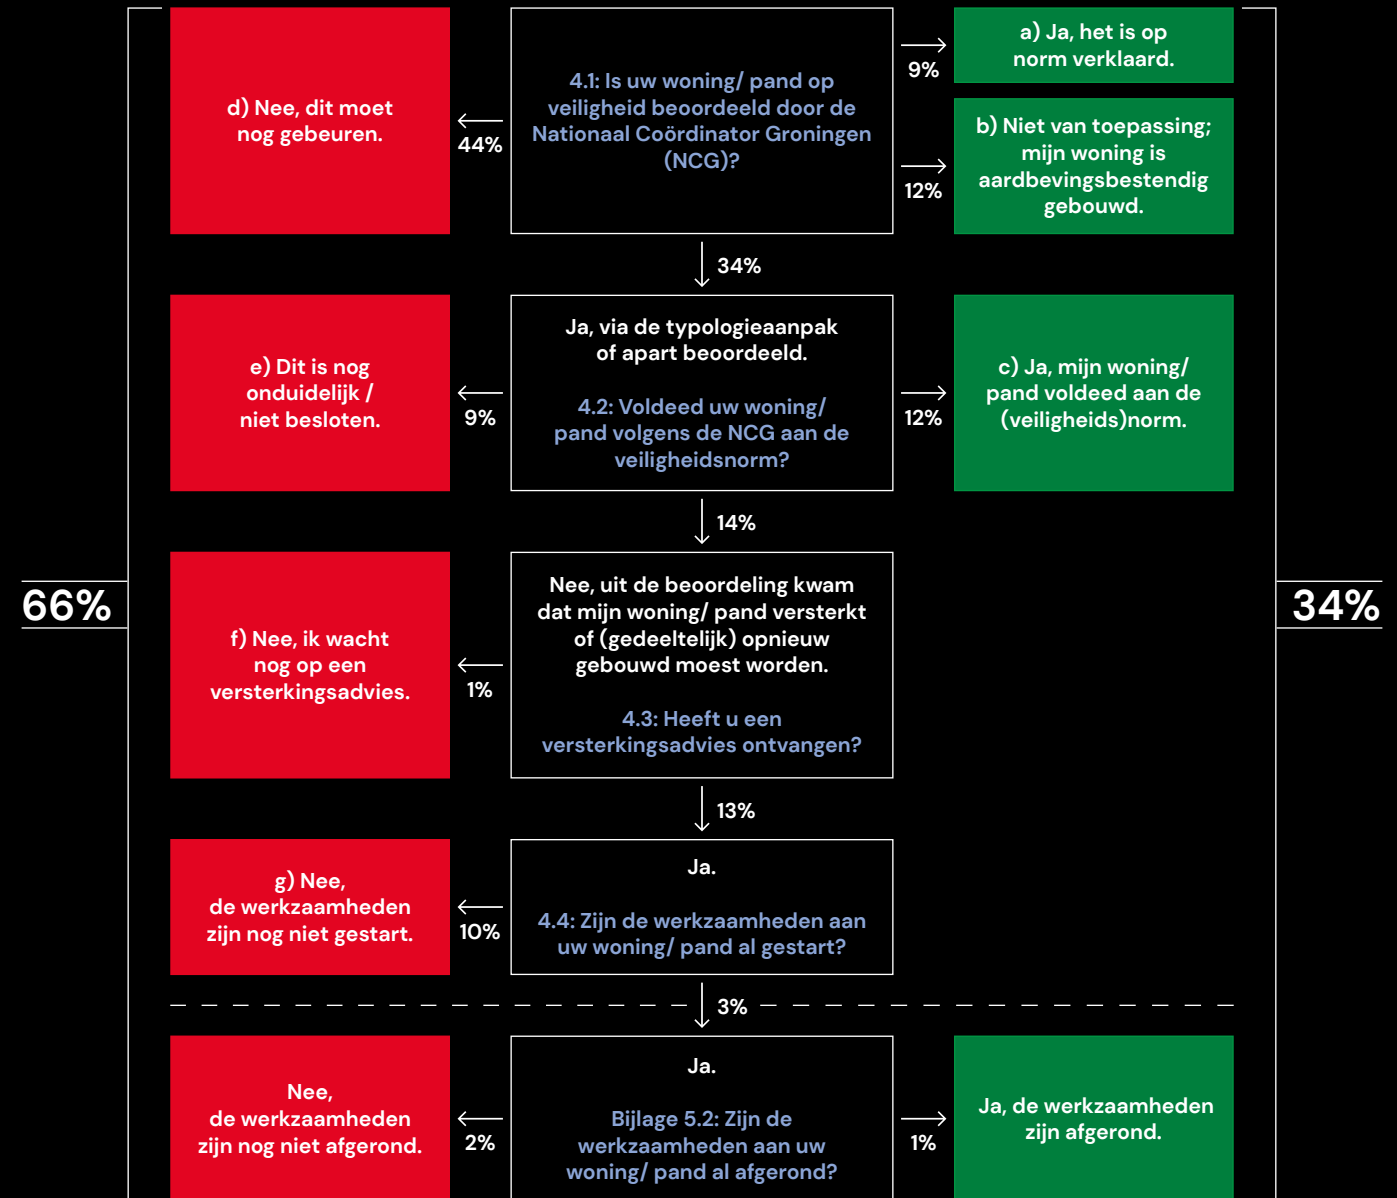 d) Nee, dit moet
nog gebeuren.
44%
4.1: Is uw woning/ pand op
veiligheid beoordeeld door de
Nationaal Coördinator Groningen
(NCG)?
9%
a) Ja, het is op
norm verklaard.
12%
b) Niet van toepassing;
mijn woning is
aardbevingsbestendig
gebouwd.
34%
e) Dit is nog
onduidelijk /
niet besloten.
9%
Ja, via de typologieaanpak
of apart beoordeeld.
4.2: Voldeed uw woning/
pand volgens de NCG aan de
veiligheidsnorm?
12%
c) Ja, mijn woning/
pand voldeed aan de
(veiligheids)norm.
14%
66%
f) Nee, ik wacht
nog op een
versterkingsadvies.
1%
Nee, uit de beoordeling kwam
dat mijn woning/ pand versterkt
of (gedeeltelijk) opnieuw
gebouwd moest worden.
4.3: Heeft u een
versterkingsadvies ontvangen?
34%
13%
g) Nee,
de werkzaamheden
zijn nog niet gestart.
10%
Ja.
4.4: Zijn de werkzaamheden aan
uw woning/ pand al gestart?
3%
Nee,
de werkzaamheden
zijn nog niet afgerond.
2%
Ja.
Bijlage 5.2: Zijn de
werkzaamheden aan uw
woning/ pand al afgerond?
1%
Ja, de werkzaamheden
zijn afgerond.